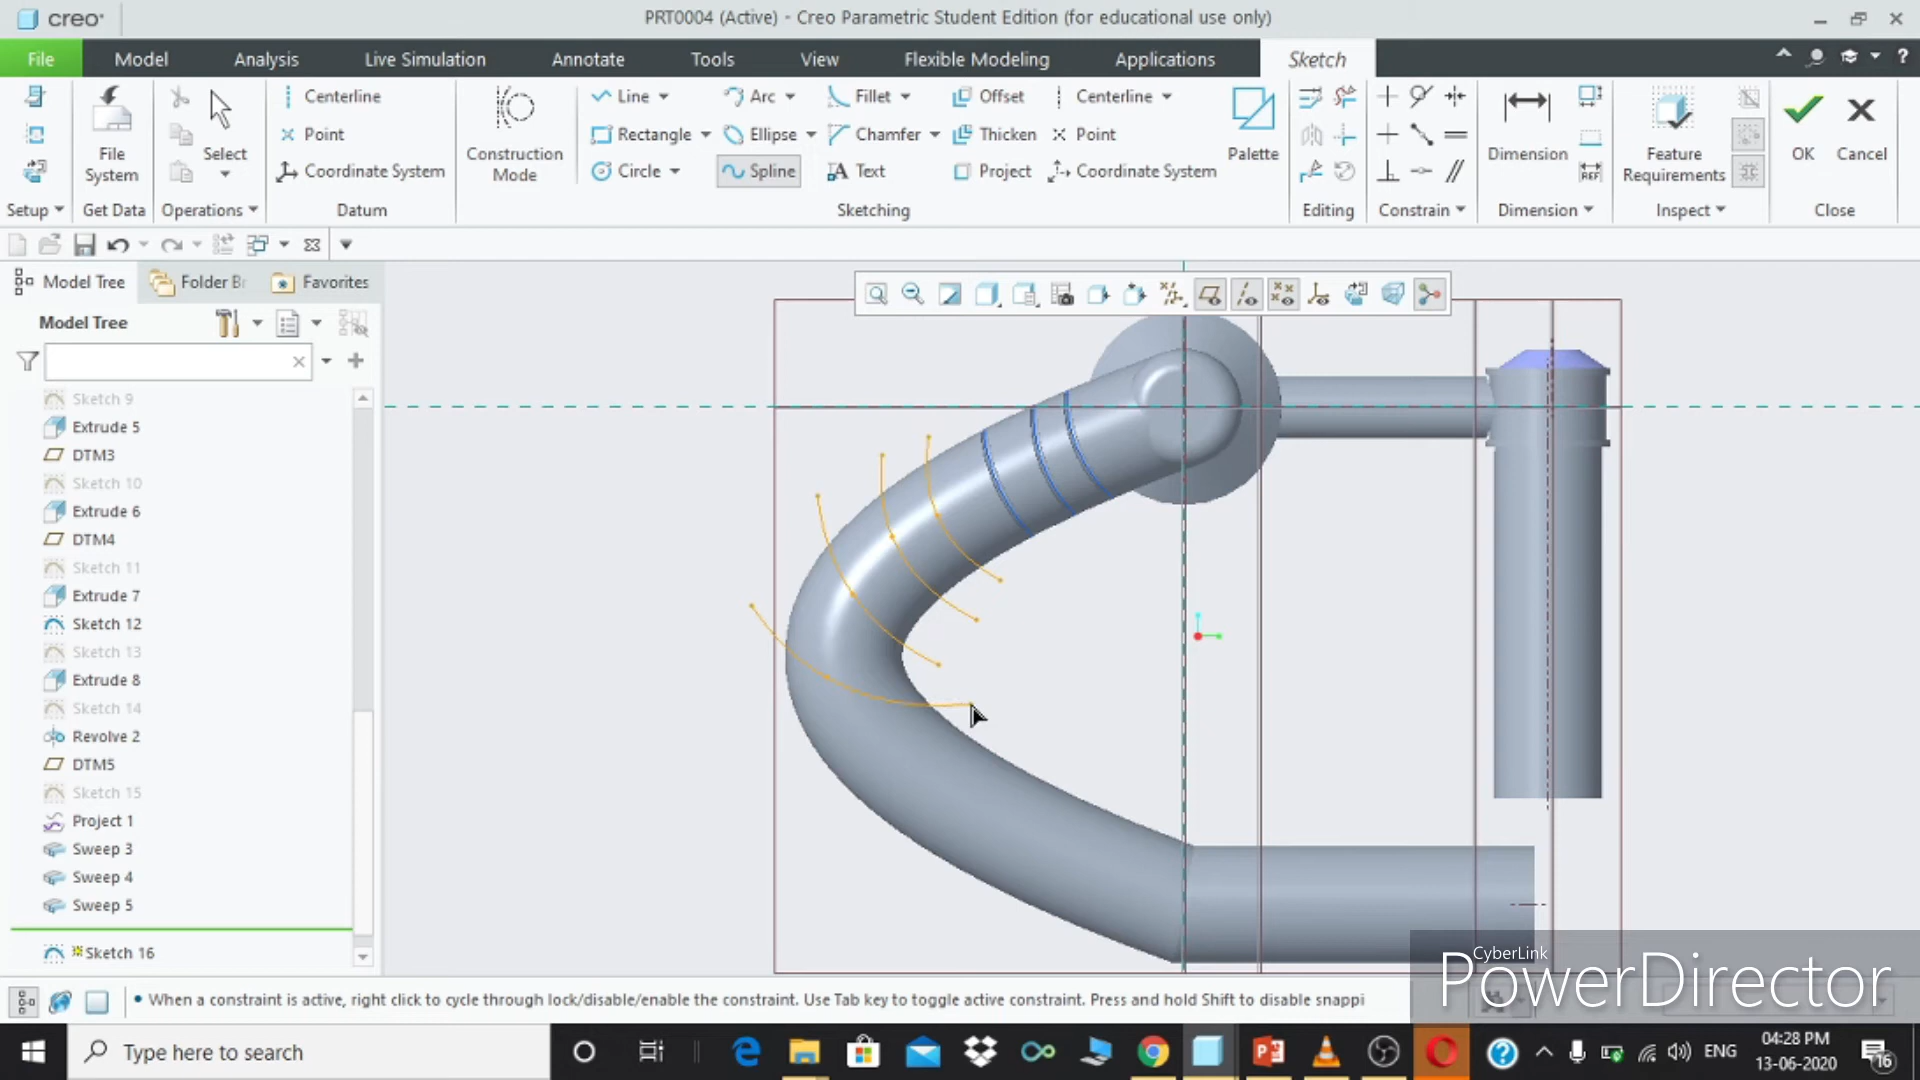 creo
PRT0004 (Active) - Creo Parametric Student Edition (for educational use only)
File Model Analysis Live Simulation Annotate Tools View Flexible Modeling Applications Sketch
Centerline Line Arc Fillet Offset Centerline
Point Rectangle Ellipse Chamfer Thicken Point
Coordinate System Circle Spline Text Project Coordinate System
File System
Select
Construction Mode
Palette
Dimension
REF
Feature Requirements
OK
Cancel
Setup Get Data Operations Datum Sketching Editing Constrain Dimension Inspect Close
Model Tree Folder Br Favorites
Model Tree
Sketch 9
Extrude 5
DTM3
Sketch 10
Extrude 6
DTM4
Sketch 11
Extrude 7
Sketch 12
Sketch 13
Extrude 8
Sketch 14
Revolve 2
DTM5
Sketch 15
Project 1
Sweep 3
Sweep 4
Sweep 5
Sketch 16
When a constraint is active, right click to cycle through lock/disable/enable the constraint. Use Tab key to toggle active constraint. Press and hold Shift to disable snappi
CyberLink
PowerDirector
Type here to search
ENG
04:28 PM
13-06-2020
16